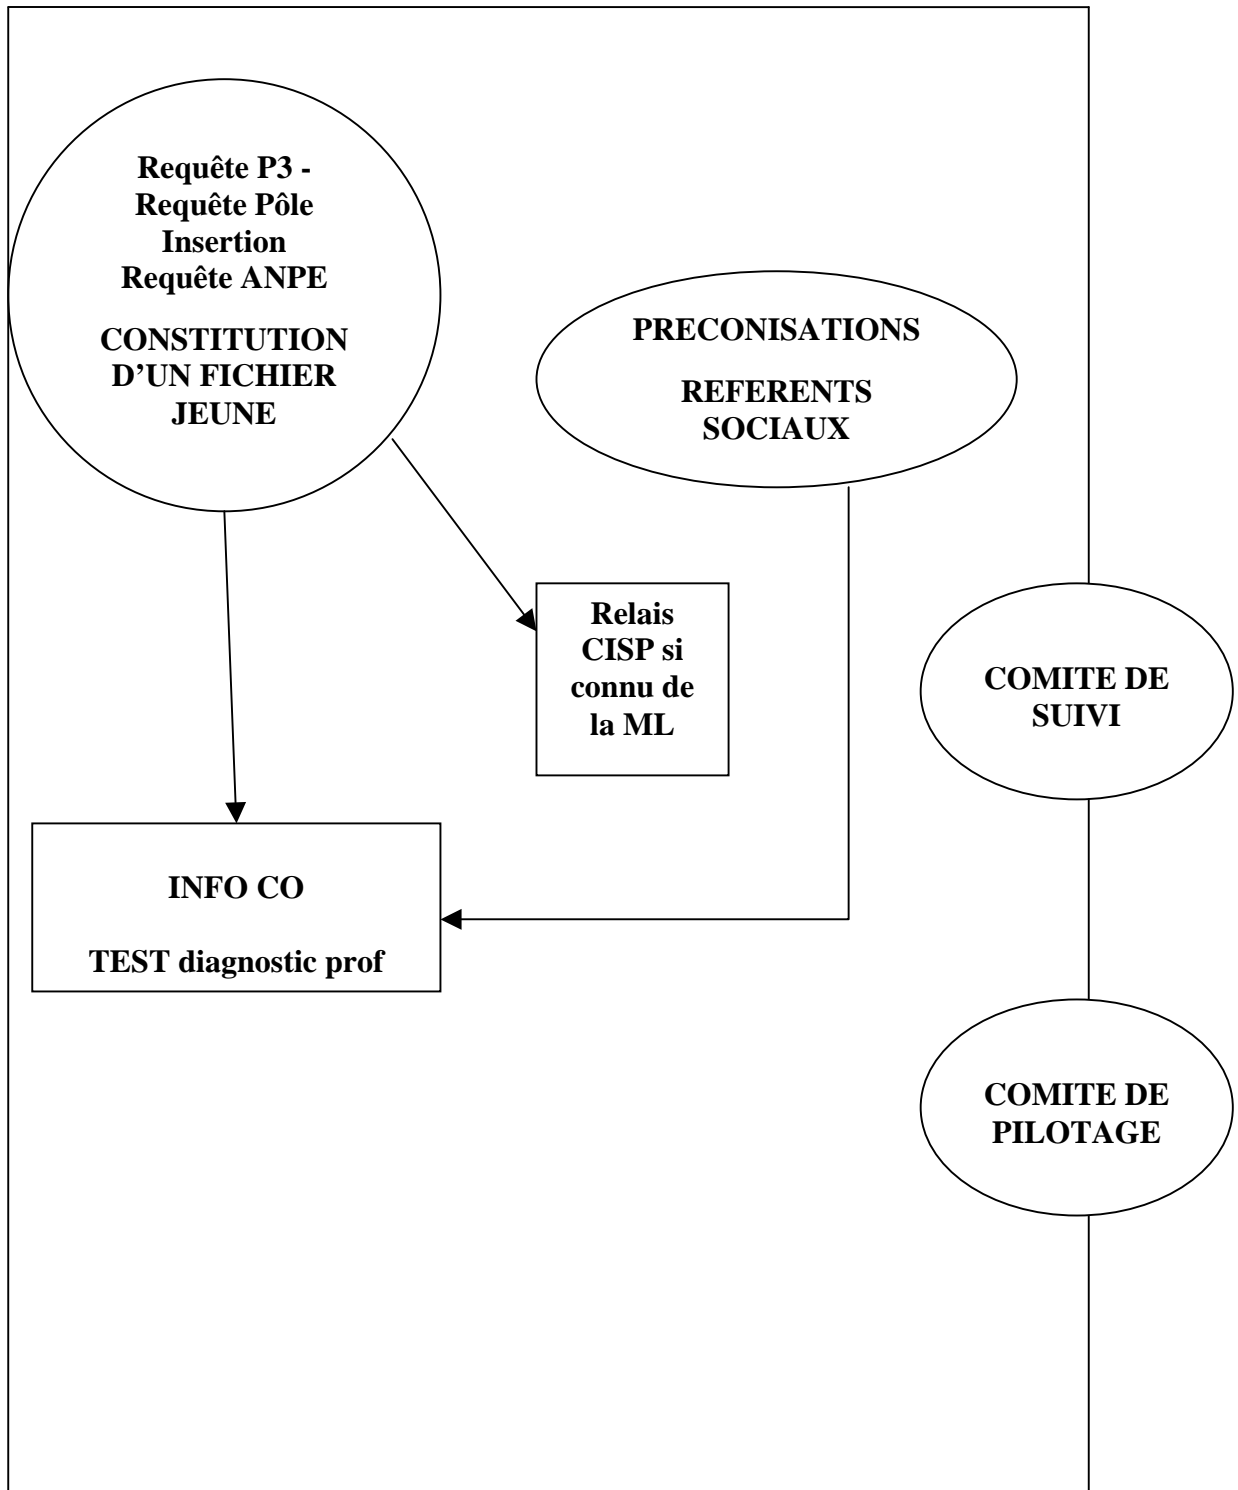 Requête P3 -
Requête Pôle
Insertion
Requête ANPE
CONSTITUTION
D’UN FICHIER
JEUNE
PRECONISATIONS
REFERENTS
SOCIAUX
Relais
CISP si
connu de
la ML
COMITE DE
SUIVI
INFO CO
TEST diagnostic prof
COMITE DE
PILOTAGE